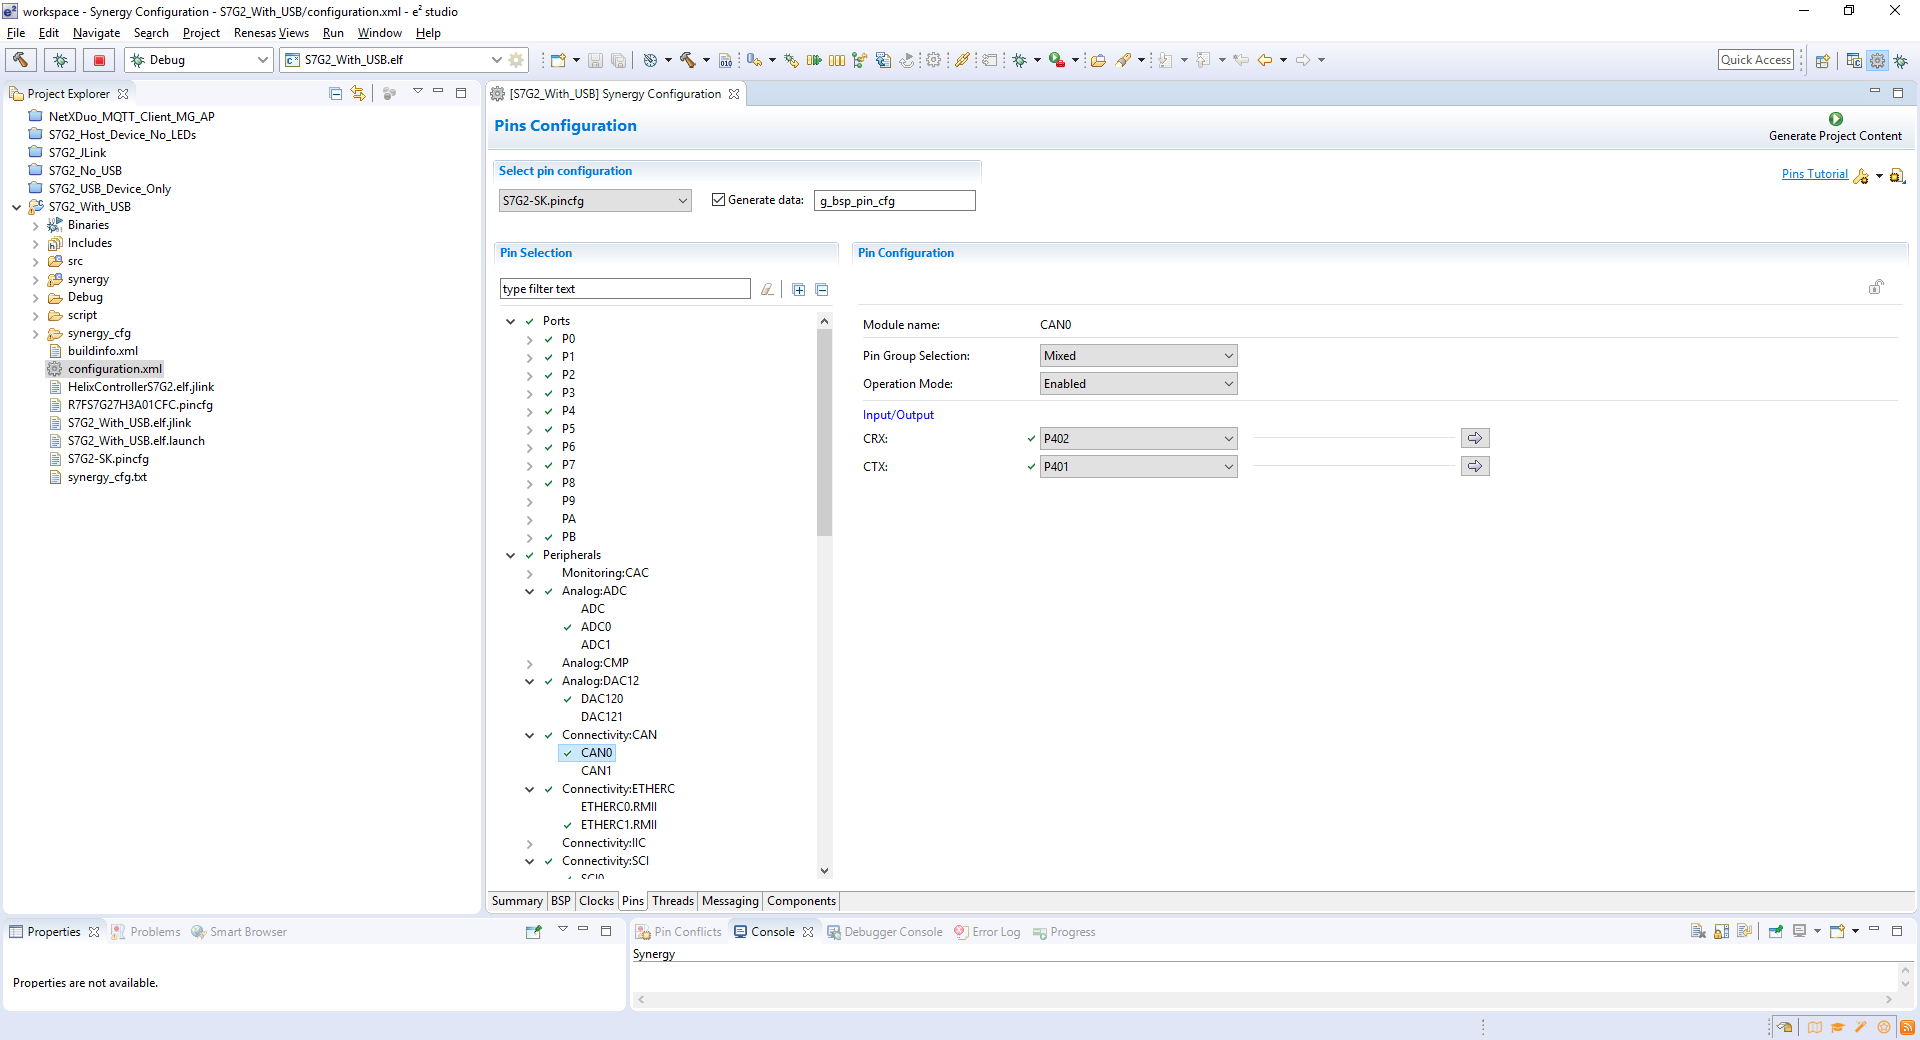 workspace - Synergy Configuration - S7G2_With_USB/configuration.xml - e² studio
File Edit Navigate Search Project Renesas Views Run Window Help
Debug
S7G2_With_USB.elf
Quick Access
Project Explorer
NetXDuo_MQTT_Client_MG_AP
S7G2_Host_Device_No_LEDs
S7G2_JLink
S7G2_No_USB
S7G2_USB_Device_Only
S7G2_With_USB
Binaries
Includes
src
synergy
Debug
script
synergy_cfg
buildinfo.xml
configuration.xml
HelixControllerS7G2.elf.jlink
R7FS7G27H3A01CFC.pincfg
S7G2_With_USB.elf.jlink
S7G2_With_USB.elf.launch
S7G2-SK.pincfg
synergy_cfg.txt
[S7G2_With_USB] Synergy Configuration
Pins Configuration
Generate Project Content
Select pin configuration
Pins Tutorial
S7G2-SK.pincfg
Generate data:
g_bsp_pin_cfg
Pin Selection
type filter text
Ports
P0
P1
P2
P3
P4
P5
P6
P7
P8
P9
PA
PB
Peripherals
Monitoring:CAC
Analog:ADC
ADC
ADC0
ADC1
Analog:CMP
Analog:DAC12
DAC120
DAC121
Connectivity:CAN
CAN0
CAN1
Connectivity:ETHERC
ETHERC0.RMII
ETHERC1.RMII
Connectivity:IIC
Connectivity:SCI
SCI0
Pin Configuration
Module name: CAN0
Pin Group Selection: Mixed
Operation Mode: Enabled
Input/Output
CRX: P402
CTX: P401
Summary BSP Clocks Pins Threads Messaging Components
Properties Problems Smart Browser
Properties are not available.
Pin Conflicts Console Debugger Console Error Log Progress
Synergy